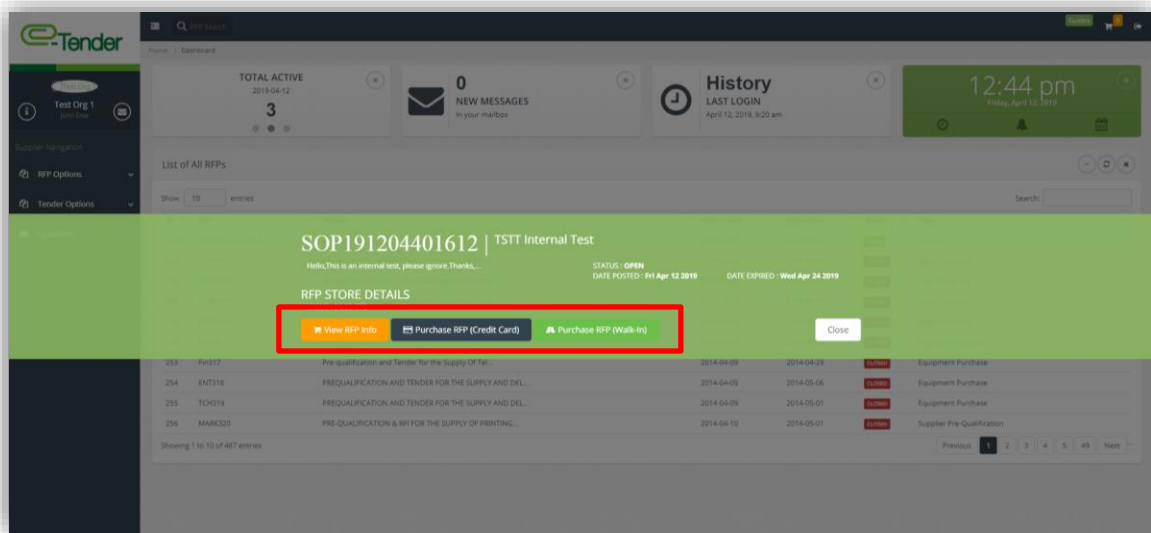 e-Tender
RFP Search
Guides
0
Home / Dashboard
Test Org
Test Org 1
John Doe
TOTAL ACTIVE
2019-04-12
3
0
NEW MESSAGES
In your mailbox
History
LAST LOGIN
April 12, 2019, 9:20 am
12:44 pm
Friday, April 12, 2019
Supplier Navigation
RFP Options
Tender Options
List of All RFPs
Show 10 entries
Search:
SOP191204401612 | TSTT Internal Test
Hello,This is an internal test, please ignore.Thanks,...
STATUS : OPEN
DATE POSTED : Fri Apr 12 2019 DATE EXPIRED : Wed Apr 24 2019
RFP STORE DETAILS
View RFP Info Purchase RFP (Credit Card) Purchase RFP (Walk-In) Close
253 Fin317 Pre-qualification and Tender for the Supply Of Tel... 2014-04-09 2014-04-29 CLOSED Equipment Purchase
254 ENT318 PREQUALIFICATION AND TENDER FOR THE SUPPLY AND DEL... 2014-04-09 2014-05-06 CLOSED Equipment Purchase
255 TCH319 PREQUALIFICATION AND TENDER FOR THE SUPPLY AND DEL... 2014-04-09 2014-05-01 CLOSED Equipment Purchase
256 MARK320 PRE-QUALIFICATION & RFI FOR THE SUPPLY OF PRINTING... 2014-04-10 2014-05-01 CLOSED Supplier Pre-Qualification
Showing 1 to 10 of 487 entries
Previous 1 2 3 4 5 49 Next